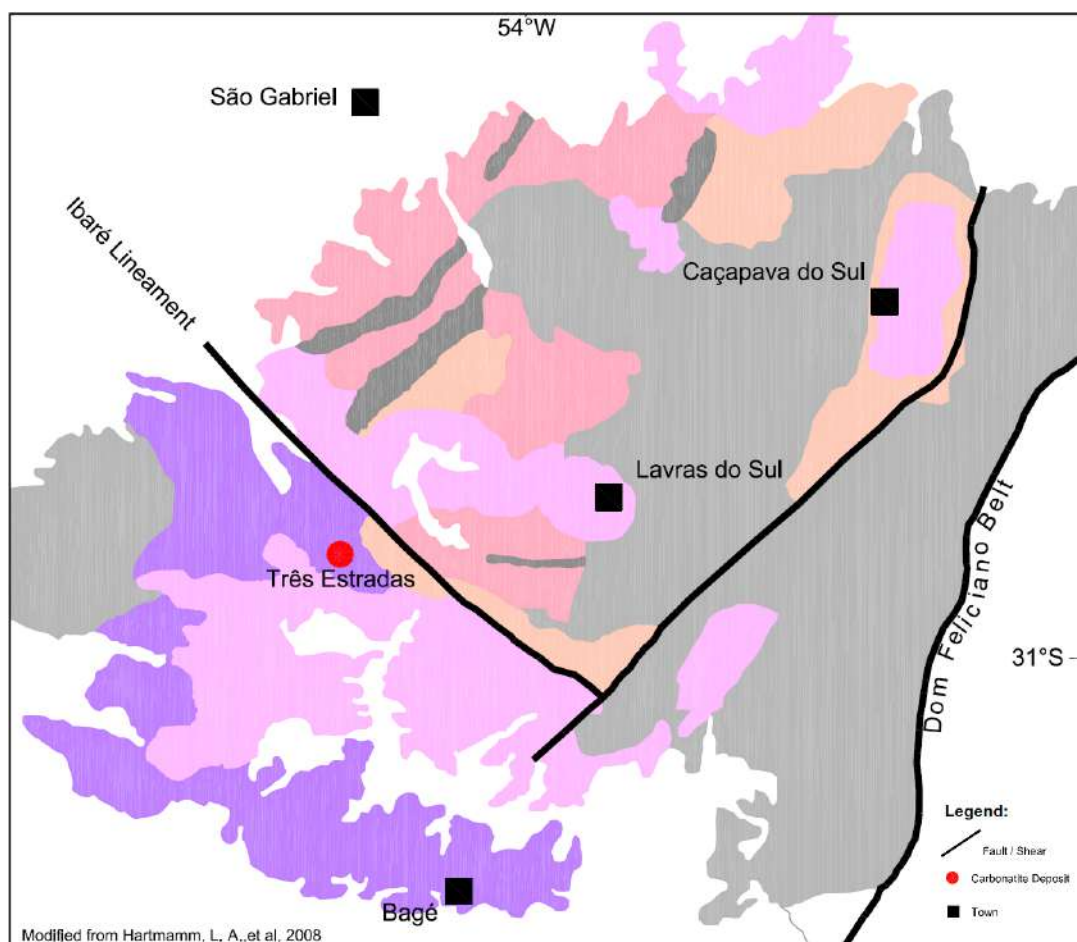 54°W
São Gabriel
Ibaré Lineament
Caçapava do Sul
Lavras do Sul
Três Estradas
31°S
Dom Feliciano Belt
Legend:
Fault / Shear
Carbonatite Deposit
Town
Bagé
Modified from Hartmamm, L, A,,et al, 2008